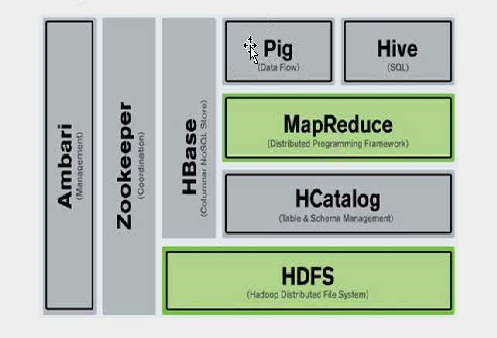 Ambari
(Management)
Zookeeper
(Coordination)
HBase
(Columnar NoSQL Store)
Pig
(Data Flow)
Hive
(SQL)
MapReduce
(Distributed Programming Framework)
HCatalog
(Table & Schema Management)
HDFS
(Hadoop Distributed File System)